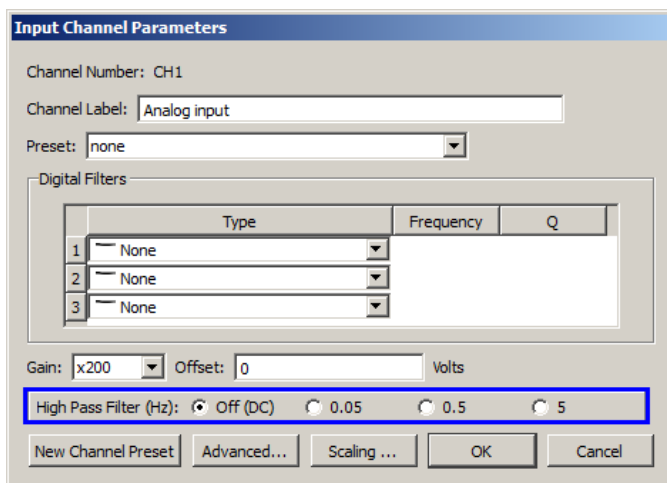 Input Channel Parameters
Channel Number: CH1
Channel Label: Analog input
Preset: none
Digital Filters
Type Frequency Q
1 None
2 None
3 None
Gain: x200 Offset: 0 Volts
High Pass Filter (Hz): Off (DC) 0.05 0.5 5
New Channel Preset Advanced... Scaling ... OK Cancel